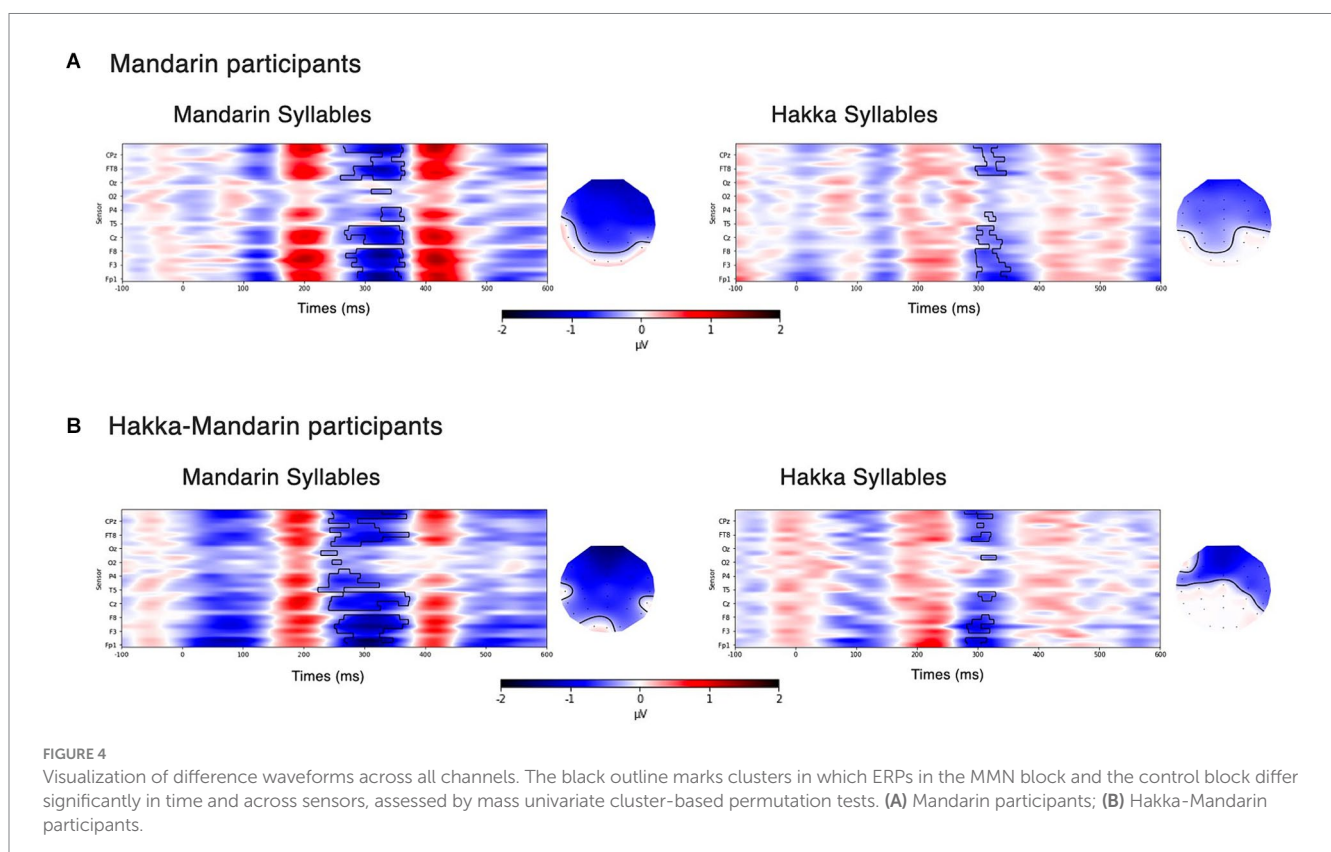 A Mandarin participants
Mandarin Syllables
Hakka Syllables
Sensor
CPz
FT8
Oz
O2
P4
T5
Cz
F8
F3
Fp1
-100 0 100 200 300 400 500 600
Times (ms)
Sensor
CPz
FT8
Oz
O2
P4
T5
Cz
F8
F3
Fp1
-100 0 100 200 300 400 500 600
Times (ms)
-2 -1 0 1 2
μV
B Hakka-Mandarin participants
Mandarin Syllables
Hakka Syllables
Sensor
CPz
FT8
Oz
O2
P4
T5
Cz
F8
F3
Fp1
-100 0 100 200 300 400 500 600
Times (ms)
Sensor
CPz
FT8
Oz
O2
P4
T5
Cz
F8
F3
Fp1
-100 0 100 200 300 400 500 600
Times (ms)
-2 -1 0 1 2
μV
FIGURE 4
Visualization of difference waveforms across all channels. The black outline marks clusters in which ERPs in the MMN block and the control block differ
significantly in time and across sensors, assessed by mass univariate cluster-based permutation tests. (A) Mandarin participants; (B) Hakka-Mandarin
participants.